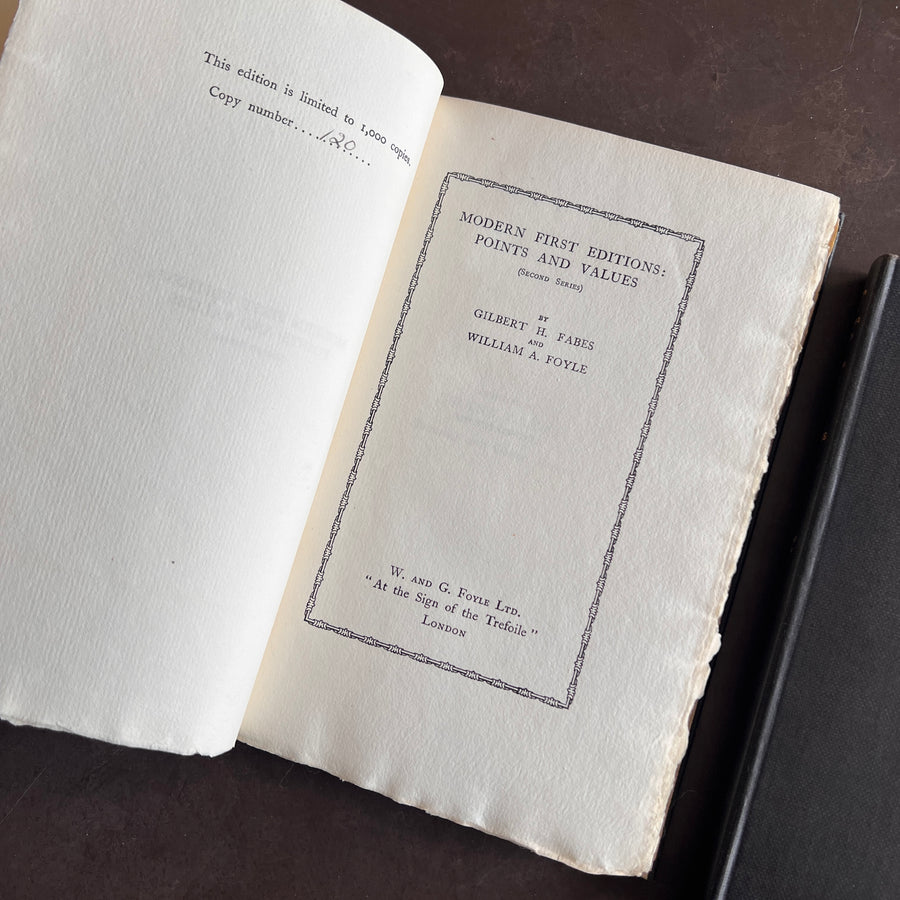 This edition is limited to 1,000 copies.
Copy number....120....
MODERN FIRST EDITIONS:
POINTS AND VALUES
(SECOND SERIES)
BY
GILBERT H. FABES
AND
WILLIAM A. FOYLE
W. AND G. FOYLE LTD.
"At the Sign of the Trefoile"
LONDON